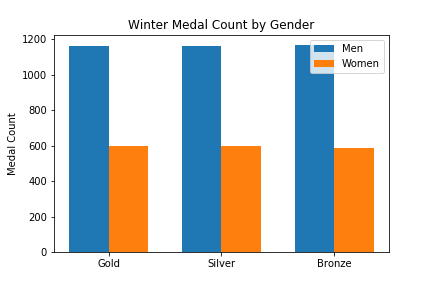 Winter Medal Count by Gender
Men
Women
Medal Count
1200
1000
800
600
400
200
0
Gold Silver Bronze